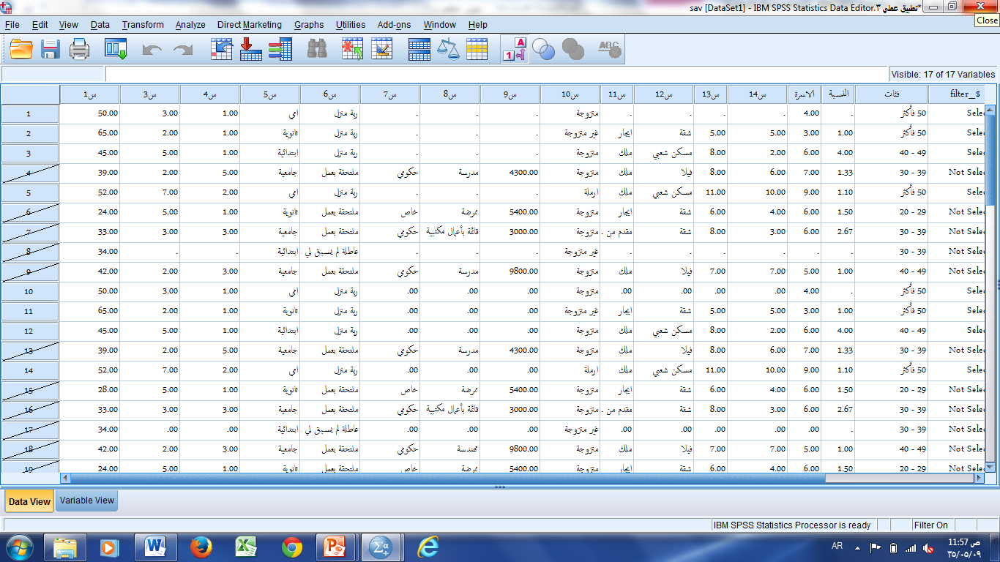 *تطبيق عملي ٣.sav [DataSet1] - IBM SPSS Statistics Data Editor
Close
File Edit View Data Transform Analyze Direct Marketing Graphs Utilities Add-ons Window Help
Visible: 17 of 17 Variables
س1 س3 س4 س5 س6 س7 س8 س9 س10 س11 س12 س13 س14 الاسرة النسبة فئات filter_$
1 50.00 3.00 1.00 امي ربة منزل . . . متزوجة . . . . 4.00 . 50 فأكثر Selec
2 65.00 2.00 1.00 ثانوية ربة منزل . . . غير متزوجة ايجار شقة 5.00 5.00 3.00 1.00 50 فأكثر Selec
3 45.00 5.00 1.00 ابتدائية ربة منزل . . . متزوجة ملك مسكن شعبي 8.00 2.00 6.00 4.00 40 - 49 Selec
4 39.00 2.00 5.00 جامعية ملتحقة بعمل حكومي مدرسة 4300.00 متزوجة ملك فيلا 8.00 6.00 7.00 1.33 30 - 39 Not Selec
5 52.00 7.00 2.00 امي ربة منزل . . . ارملة ملك مسكن شعبي 11.00 10.00 9.00 1.10 50 فأكثر Selec
6 24.00 5.00 1.00 ثانوية ملتحقة بعمل خاص ممرضة 5400.00 متزوجة ايجار شقة 6.00 4.00 6.00 1.50 20 - 29 Not Selec
7 33.00 3.00 3.00 جامعية ملتحقة بعمل حكومي قائمة بأعمال مكتبية 3000.00 متزوجة مقدم من .. شقة 8.00 3.00 6.00 2.67 30 - 39 Not Selec
8 34.00 . . ابتدائية عاطلة لم يسبق لي . . . غير متزوجة . . . . . . 30 - 39 Not Selec
9 42.00 2.00 3.00 جامعية ملتحقة بعمل حكومي مدرسة 9800.00 متزوجة ملك فيلا 7.00 7.00 5.00 1.00 40 - 49 Not Selec
10 50.00 3.00 1.00 امي ربة منزل .00 .00 .00 متزوجة .00 .00 .00 .00 4.00 . 50 فأكثر Selec
11 65.00 2.00 1.00 ثانوية ربة منزل .00 .00 .00 غير متزوجة ايجار شقة 5.00 5.00 3.00 1.00 50 فأكثر Selec
12 45.00 5.00 1.00 ابتدائية ربة منزل .00 .00 .00 متزوجة ملك مسكن شعبي 8.00 2.00 6.00 4.00 40 - 49 Selec
13 39.00 2.00 5.00 جامعية ملتحقة بعمل حكومي مدرسة 4300.00 متزوجة ملك فيلا 8.00 6.00 7.00 1.33 30 - 39 Not Selec
14 52.00 7.00 2.00 امي ربة منزل .00 .00 .00 ارملة ملك مسكن شعبي 11.00 10.00 9.00 1.10 50 فأكثر Selec
15 28.00 5.00 1.00 ثانوية ملتحقة بعمل خاص ممرضة 5400.00 متزوجة ايجار شقة 6.00 4.00 6.00 1.50 20 - 29 Not Selec
16 33.00 3.00 3.00 جامعية ملتحقة بعمل حكومي قائمة بأعمال مكتبية 3000.00 متزوجة مقدم من .. شقة 8.00 3.00 6.00 2.67 30 - 39 Not Selec
17 34.00 .00 .00 ابتدائية عاطلة لم يسبق لي .00 .00 .00 غير متزوجة .00 .00 .00 .00 .00 . 30 - 39 Not Selec
18 42.00 2.00 3.00 جامعية ملتحقة بعمل حكومي مهندسة 9800.00 متزوجة ملك فيلا 7.00 7.00 5.00 1.00 40 - 49 Not Selec
19 24.00 5.00 1.00 ثانوية ملتحقة بعمل خاص ممرضة 5400.00 متزوجة ايجار شقة 6.00 4.00 6.00 1.50 20 - 29 Not Selec
Data View Variable View
IBM SPSS Statistics Processor is ready Filter On
AR 11:57 ص
٣٥/٠٥/٠٩